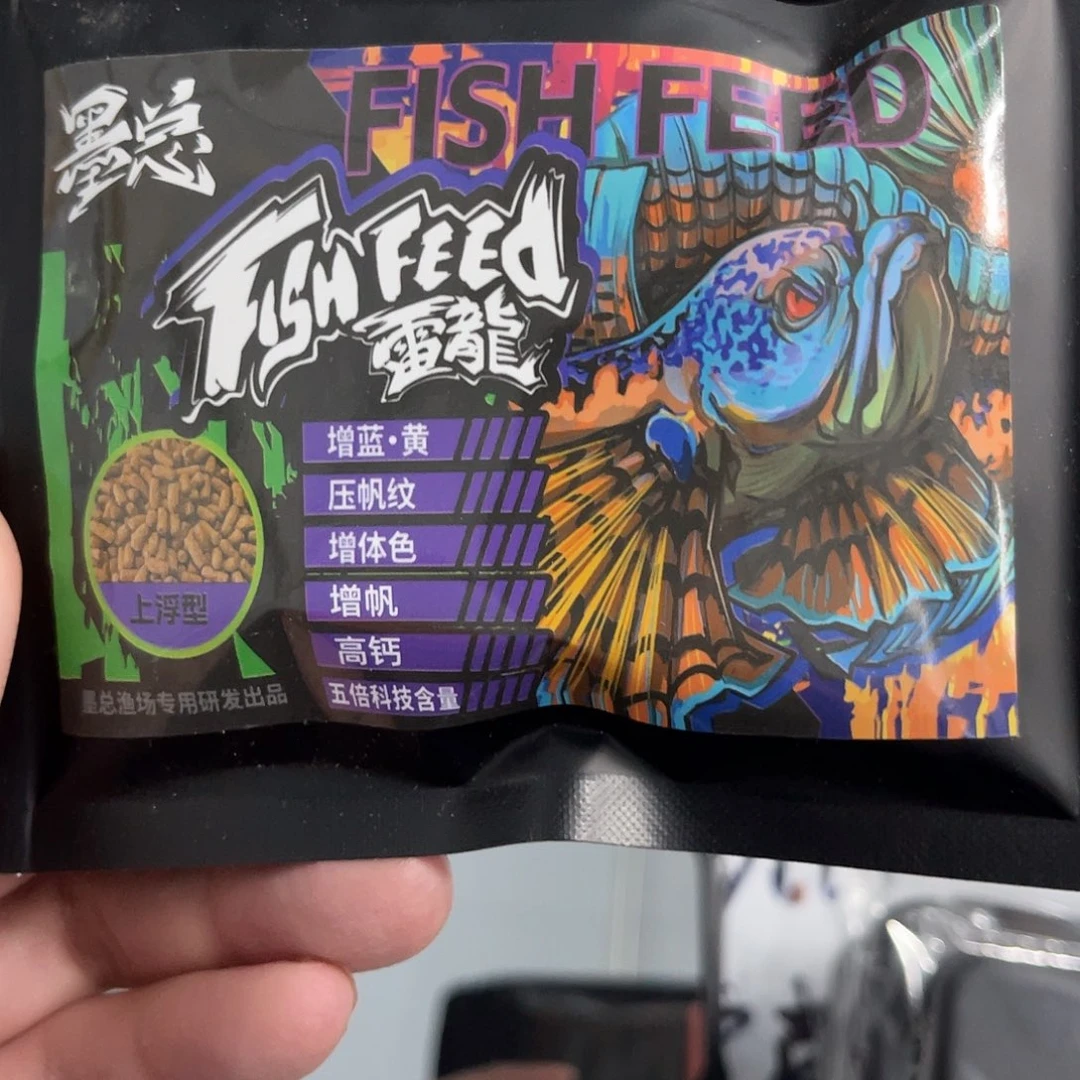 墨总
FISH FEED
FISH FEED
雷龍
增蓝·黄
压帆纹
增体色
增帆
高钙
五倍科技含量
上浮型
墨总渔场专用研发出品